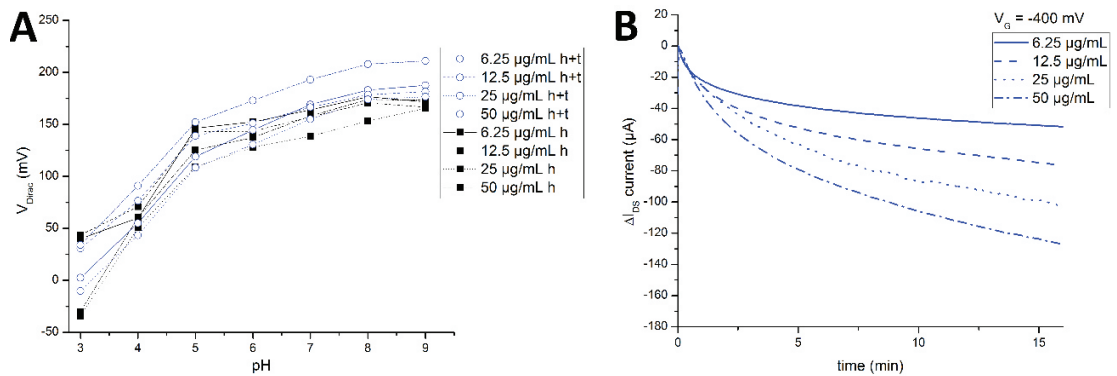 A
250
200
150
100
50
0
-50
V_Dirac (mV)
3 4 5 6 7 8 9
pH
6.25 µg/mL h+t
12.5 µg/mL h+t
25 µg/mL h+t
50 µg/mL h+t
6.25 µg/mL h
12.5 µg/mL h
25 µg/mL h
50 µg/mL h
B
V_G = -400 mV
6.25 µg/mL
12.5 µg/mL
25 µg/mL
50 µg/mL
0
-20
-40
-60
-80
-100
-120
-140
-160
-180
ΔI_DS current (µA)
0 5 10 15
time (min)